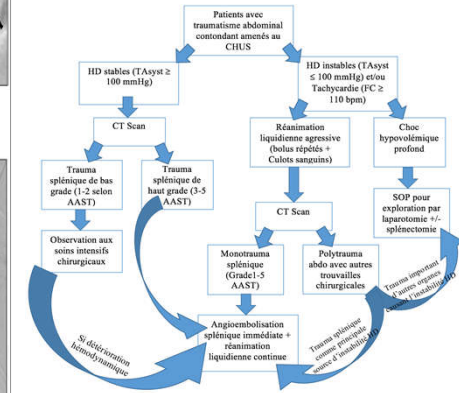 Patients avec
traumatisme abdominal
contondant amenés au
CHUS
HD stables (TAsyst ≥
100 mmHg)
HD instables (TAsyst
≤ 100 mmHg) et/ou
Tachycardie (FC ≥
110 bpm)
CT Scan
Réanimation
liquidienne agressive
(bolus répétés +
Culots sanguins)
Choc
hypovolémique
profond
Trauma
splénique de bas
grade (1-2 selon
AAST)
Trauma
splénique de
haut grade (3-5
AAST)
SOP pour
exploration par
laparotomie +/-
splénectomie
CT Scan
Observation aux
soins intensifs
chirurgicaux
Monotrauma
splénique
(Grade1-5
AAST)
Polytrauma
abdo avec autres
trouvailles
chirurgicales
Trauma important
d'autres organes
causant l'instabilité HD
Si détérioration
hémodynamique
Angioembolisation
splénique immédiate +
réanimation
liquidienne continue
Trauma splénique
comme principale
source d'instabilité HD